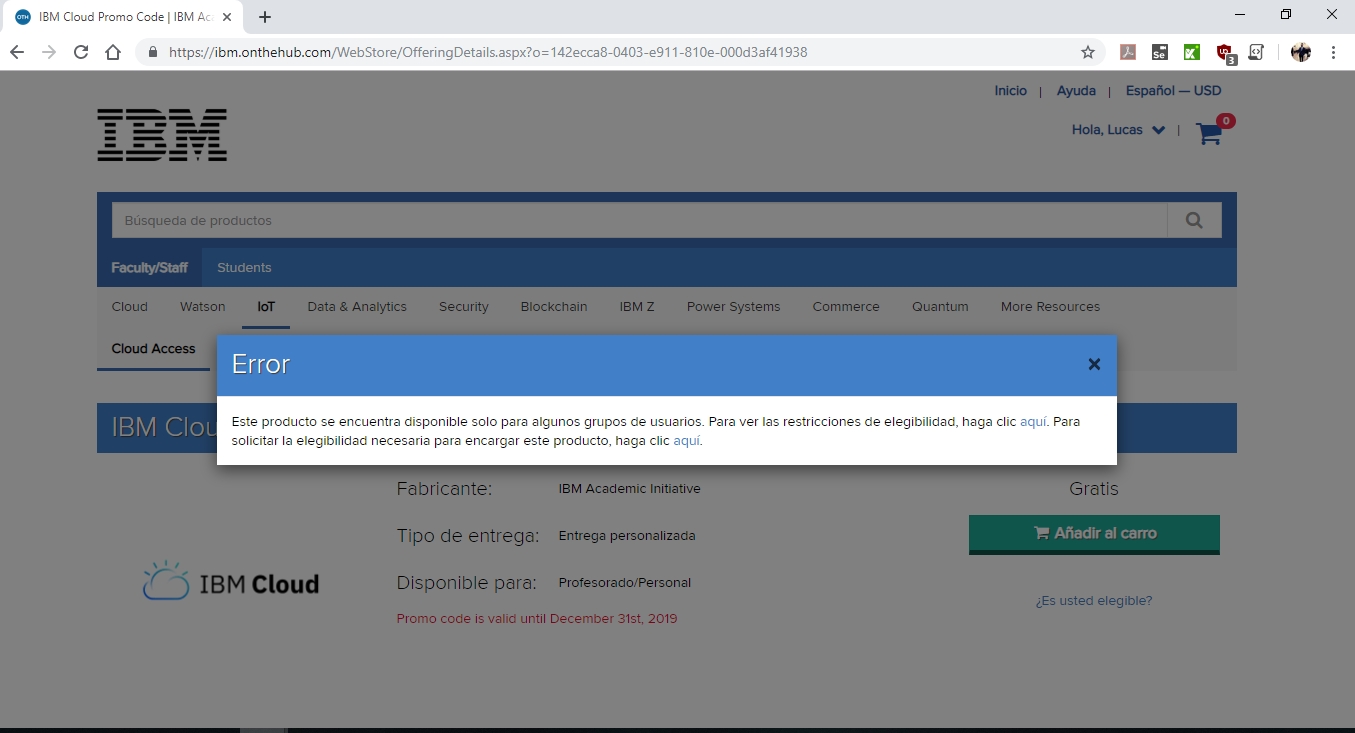 IBM Cloud Promo Code | IBM Ac
https://ibm.onthehub.com/WebStore/OfferingDetails.aspx?o=142ecca8-0403-e911-810e-000d3af41938
Inicio | Ayuda | Español — USD
IBM
Hola, Lucas | 0
Búsqueda de productos
Faculty/Staff Students
Cloud Watson IoT Data & Analytics Security Blockchain IBM Z Power Systems Commerce Quantum More Resources
Cloud Access
Error
IBM Clou
Este producto se encuentra disponible solo para algunos grupos de usuarios. Para ver las restricciones de elegibilidad, haga clic aquí. Para
solicitar la elegibilidad necesaria para encargar este producto, haga clic aquí.
Fabricante: IBM Academic Initiative
Gratis
Tipo de entrega: Entrega personalizada
Añadir al carro
IBM Cloud
Disponible para: Profesorado/Personal
¿Es usted elegible?
Promo code is valid until December 31st, 2019